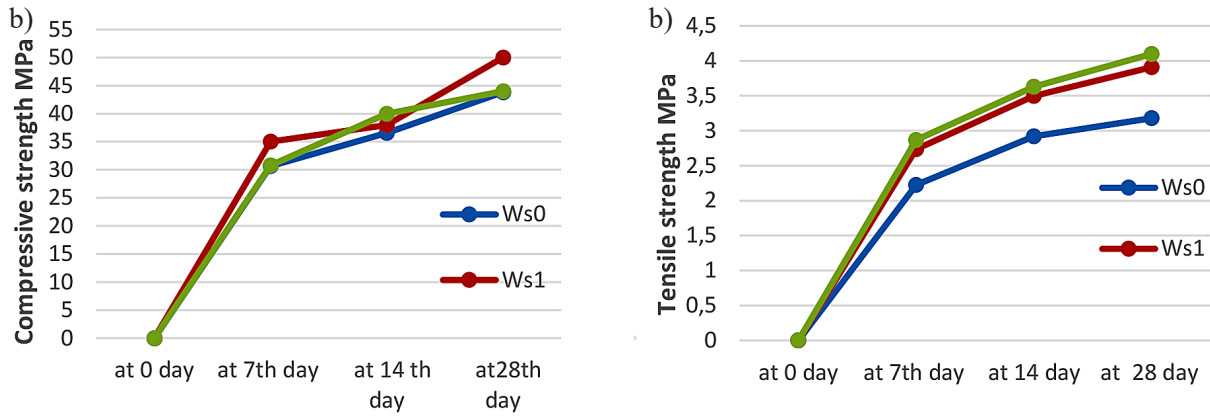 b)
Compressive strength MPa
55
50
45
40
35
30
25
20
15
10
5
0
at 0 day
at 7th day
at 14 th
day
at28th
day
Ws0
Ws1
b)
Tensile strength MPa
4,5
4
3,5
3
2,5
2
1,5
1
0,5
0
at 0 day
at 7th day
at 14 day
at 28 day
Ws0
Ws1